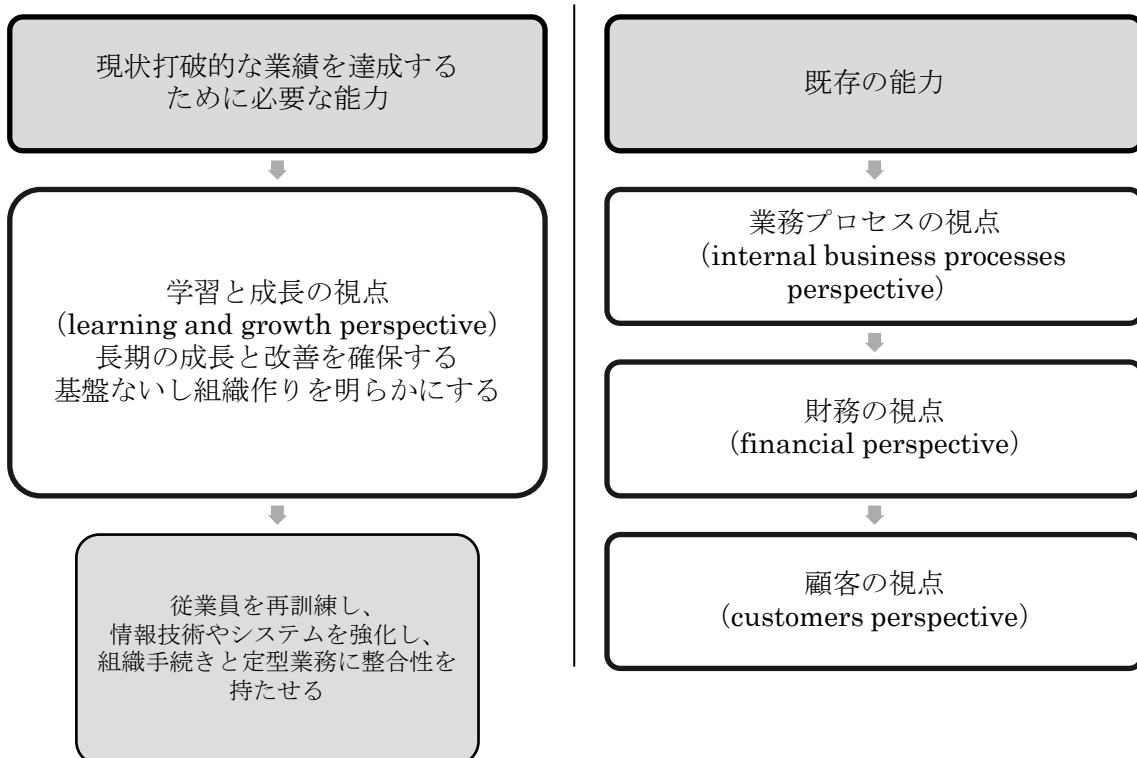 現状打破的な業績を達成する
ために必要な能力
学習と成長の視点
（learning and growth perspective）
長期の成長と改善を確保する
基盤ないし組織作りを明らかにする
従業員を再訓練し、
情報技術やシステムを強化し、
組織手続きと定型業務に整合性を
持たせる
既存の能力
業務プロセスの視点
（internal business processes
perspective）
財務の視点
（financial perspective）
顧客の視点
（customers perspective）